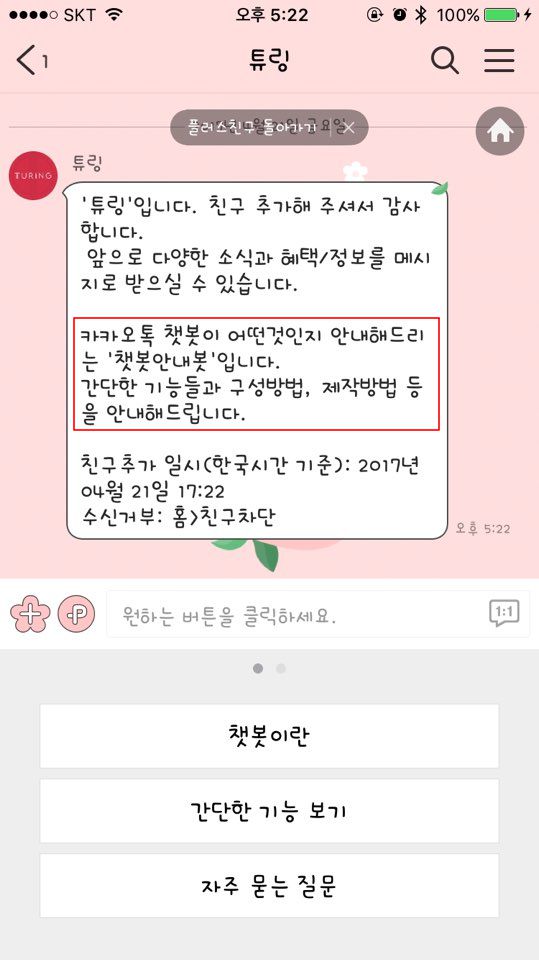 SKT 오후 5:22 100%
1 튜링
플러스친구 돌아가기 ×
튜링
TURING
'튜링'입니다. 친구 추가해 주셔서 감사
합니다.
앞으로 다양한 소식과 혜택/정보를 메시
지로 받으실 수 있습니다.
카카오톡 챗봇이 어떤것인지 안내해드리
는 '챗봇안내봇'입니다.
간단한 기능들과 구성방법, 제작방법 등
을 안내해드립니다.
친구추가 일시(한국시간 기준): 2017년
04월 21일 17:22
수신거부: 홈>친구차단
오후 5:22
P 원하는 버튼을 클릭하세요. 1:1
챗봇이란
간단한 기능 보기
자주 묻는 질문